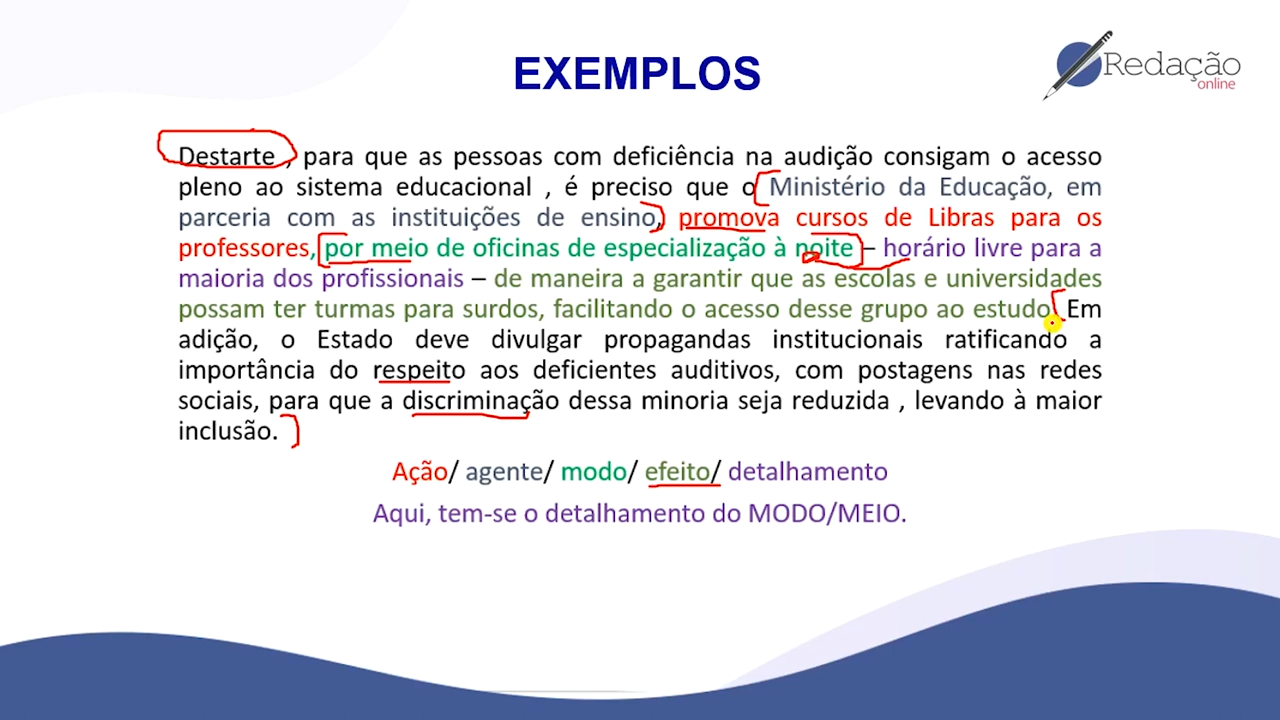 EXEMPLOS
Redação
online
Destarte , para que as pessoas com deficiência na audição consigam o acesso
pleno ao sistema educacional , é preciso que o Ministério da Educação, em
parceria com as instituições de ensino, promova cursos de Libras para os
professores, por meio de oficinas de especialização à noite – horário livre para a
maioria dos profissionais – de maneira a garantir que as escolas e universidades
possam ter turmas para surdos, facilitando o acesso desse grupo ao estudo. Em
adição, o Estado deve divulgar propagandas institucionais ratificando a
importância do respeito aos deficientes auditivos, com postagens nas redes
sociais, para que a discriminação dessa minoria seja reduzida , levando à maior
inclusão.
Ação/ agente/ modo/ efeito/ detalhamento
Aqui, tem-se o detalhamento do MODO/MEIO.